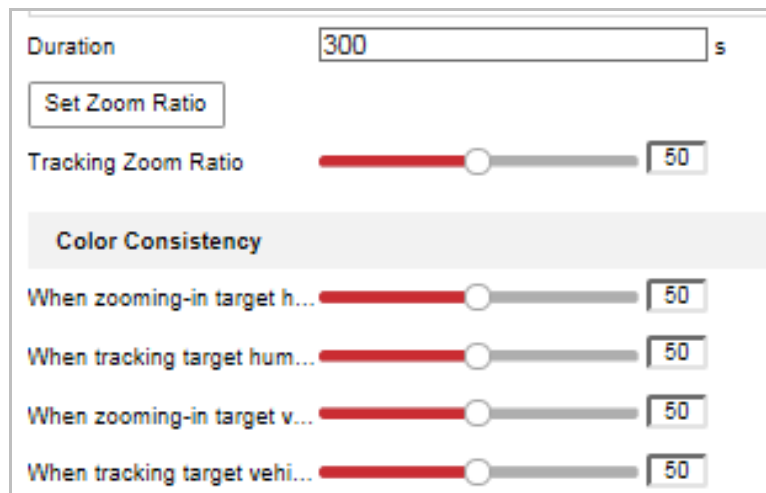 Duration 300 s
Set Zoom Ratio
Tracking Zoom Ratio 50
Color Consistency
When zooming-in target h... 50
When tracking target hum... 50
When zooming-in target v... 50
When tracking target vehi... 50